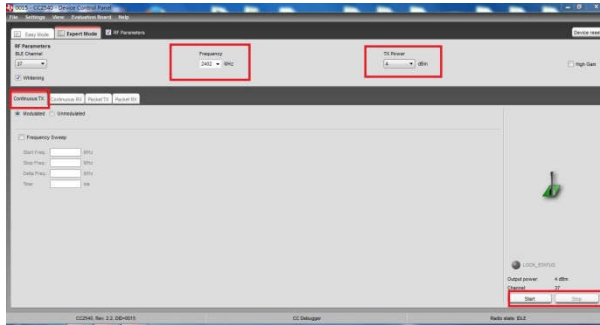 0015 - CC2540 - Device Control Panel
File Settings View Evaluation Board Help
Easy Mode Expert Mode RF Parameters
Device reset
RF Parameters
BLE Channel
Frequency
TX Power
37
2402 MHz
4 dBm
High Gain
Whitening
Continuous TX Continuous RX Packet TX Packet RX
Modulated Unmodulated
Frequency Sweep
Start Freq. MHz
Stop Freq. MHz
Delta Freq. MHz
Time:
LOCK_STATUS
Output power: 4 dBm
Channel 37
Start Stop
CC2540, Rev. 2.2, DID=0015 CC Debugger Radio state: IDLE